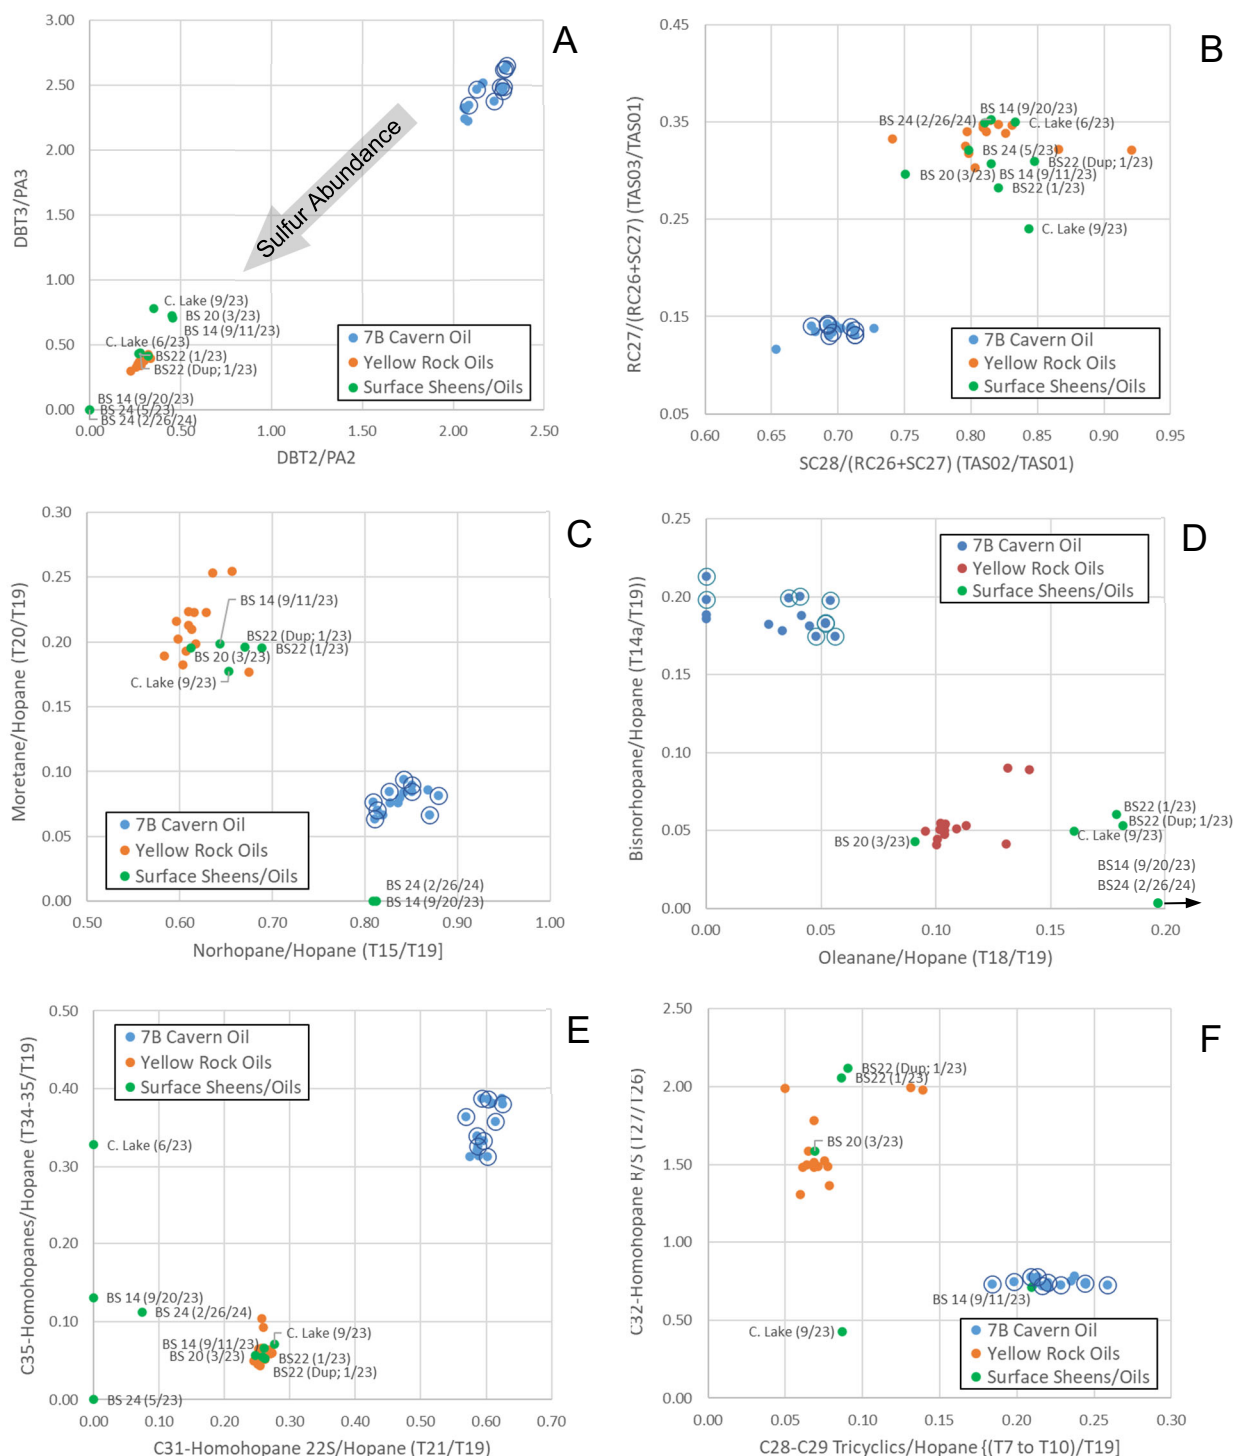 A
3.00
2.50
2.00
1.50
1.00
0.50
0.00
DBT3/PA3
Sulfur Abundance
C. Lake (9/23)
BS 20 (3/23)
BS 14 (9/11/23)
C. Lake (6/23)
BS22 (1/23)
BS22 (Dup; 1/23)
BS 14 (9/20/23)
BS 24 (5/23)
BS 24 (2/26/24)
7B Cavern Oil
Yellow Rock Oils
Surface Sheens/Oils
0.00 0.50 1.00 1.50 2.00 2.50
DBT2/PA2
B
0.45
0.35
0.25
0.15
0.05
RC27/(RC26+SC27) (TAS03/TAS01)
BS 14 (9/20/23)
BS 24 (2/26/24)
C. Lake (6/23)
BS 24 (5/23)
BS22 (Dup; 1/23)
BS 20 (3/23)
BS 14 (9/11/23)
BS22 (1/23)
C. Lake (9/23)
7B Cavern Oil
Yellow Rock Oils
Surface Sheens/Oils
0.60 0.65 0.70 0.75 0.80 0.85 0.90 0.95
SC28/(RC26+SC27) (TAS02/TAS01)
C
0.30
0.25
0.20
0.15
0.10
0.05
0.00
Moretane/Hopane (T20/T19)
BS 14 (9/11/23)
BS22 (Dup; 1/23)
BS22 (1/23)
BS 20 (3/23)
C. Lake (9/23)
7B Cavern Oil
Yellow Rock Oils
Surface Sheens/Oils
BS 24 (2/26/24)
BS 14 (9/20/23)
0.50 0.60 0.70 0.80 0.90 1.00
Norhopane/Hopane (T15/T19]
D
0.25
0.20
0.15
0.10
0.05
0.00
Bisnorhopane/Hopane (T14a/T19))
7B Cavern Oil
Yellow Rock Oils
Surface Sheens/Oils
BS22 (1/23)
BS22 (Dup; 1/23)
C. Lake (9/23)
BS 20 (3/23)
BS14 (9/20/23)
BS24 (2/26/24)
0.00 0.05 0.10 0.15 0.20
Oleanane/Hopane (T18/T19)
E
0.50
0.40
0.30
0.20
0.10
0.00
C35-Homohopanes/Hopane (T34-35/T19)
7B Cavern Oil
Yellow Rock Oils
Surface Sheens/Oils
C. Lake (6/23)
BS 14 (9/20/23)
BS 24 (2/26/24)
C. Lake (9/23)
BS 14 (9/11/23)
BS 20 (3/23)
BS22 (1/23)
BS22 (Dup; 1/23)
BS 24 (5/23)
0.00 0.10 0.20 0.30 0.40 0.50 0.60 0.70
C31-Homohopane 22S/Hopane (T21/T19)
F
2.50
2.00
1.50
1.00
0.50
0.00
C32-Homohopane R/S (T27/T26)
BS22 (Dup; 1/23)
BS22 (1/23)
BS 20 (3/23)
BS 14 (9/11/23)
C. Lake (9/23)
7B Cavern Oil
Yellow Rock Oils
Surface Sheens/Oils
0.00 0.05 0.10 0.15 0.20 0.25 0.30
C28-C29 Tricyclics/Hopane {(T7 to T10)/T19]